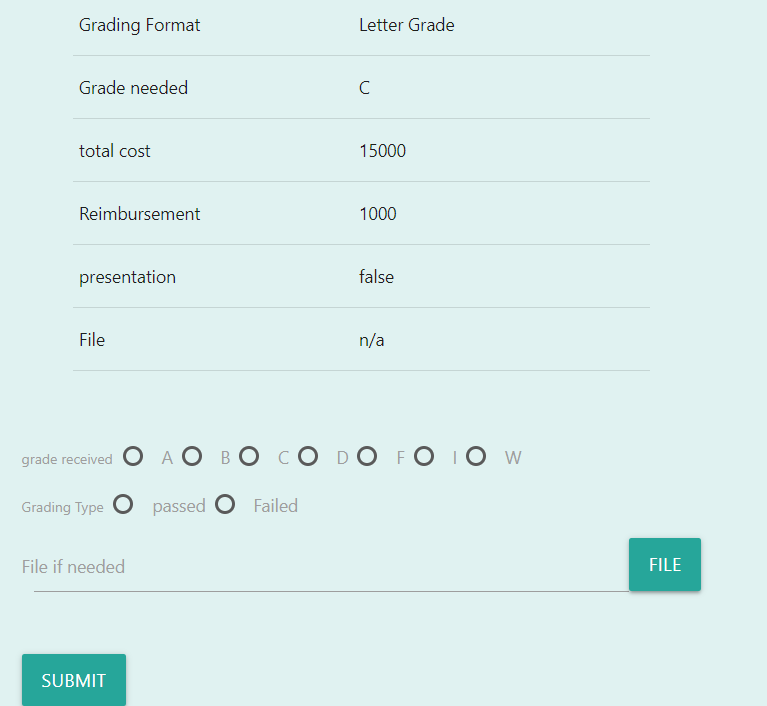 Grading Format Letter Grade
Grade needed C
total cost 15000
Reimbursement 1000
presentation false
File n/a
grade received A B C D F I W
Grading Type passed Failed
File if needed FILE
SUBMIT